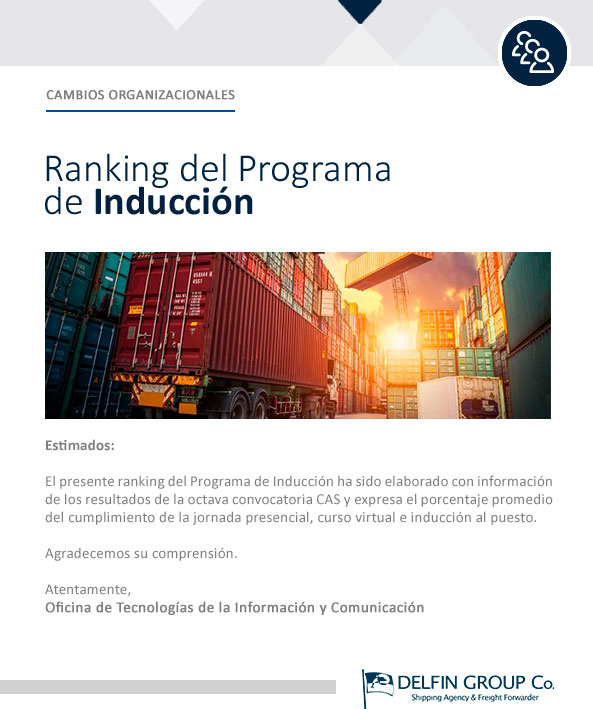 CAMBIOS ORGANIZACIONALES
Ranking del Programa
de Inducción
Estimados:
El presente ranking del Programa de Inducción ha sido elaborado con información
de los resultados de la octava convocatoria CAS y expresa el porcentaje promedio
del cumplimiento de la jornada presencial, curso virtual e inducción al puesto.
Agradecemos su comprensión.
Atentamente,
Oficina de Tecnologías de la Información y Comunicación
DELFIN GROUP Co.
Shipping Agency & Freight Forwarder